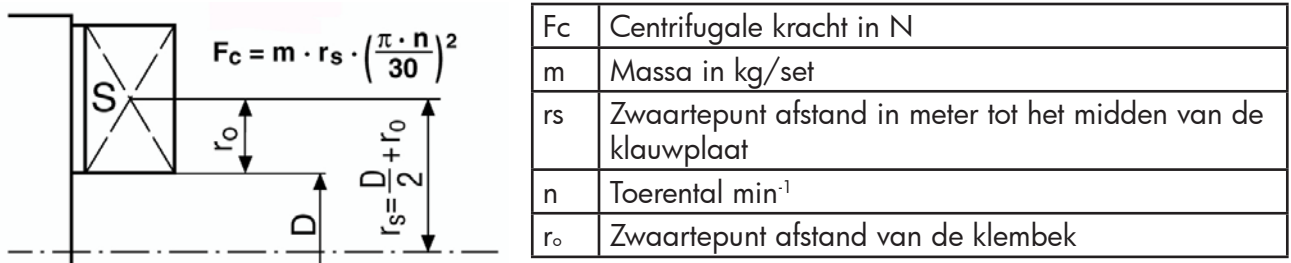 Fc = m · rs · (π · n / 30)²
S
ro
rs = D/2 + ro
D
Fc Centrifugale kracht in N
m Massa in kg/set
rs Zwaartepunt afstand in meter tot het midden van de
klauwplaat
n Toerental min-1
ro Zwaartepunt afstand van de klembek